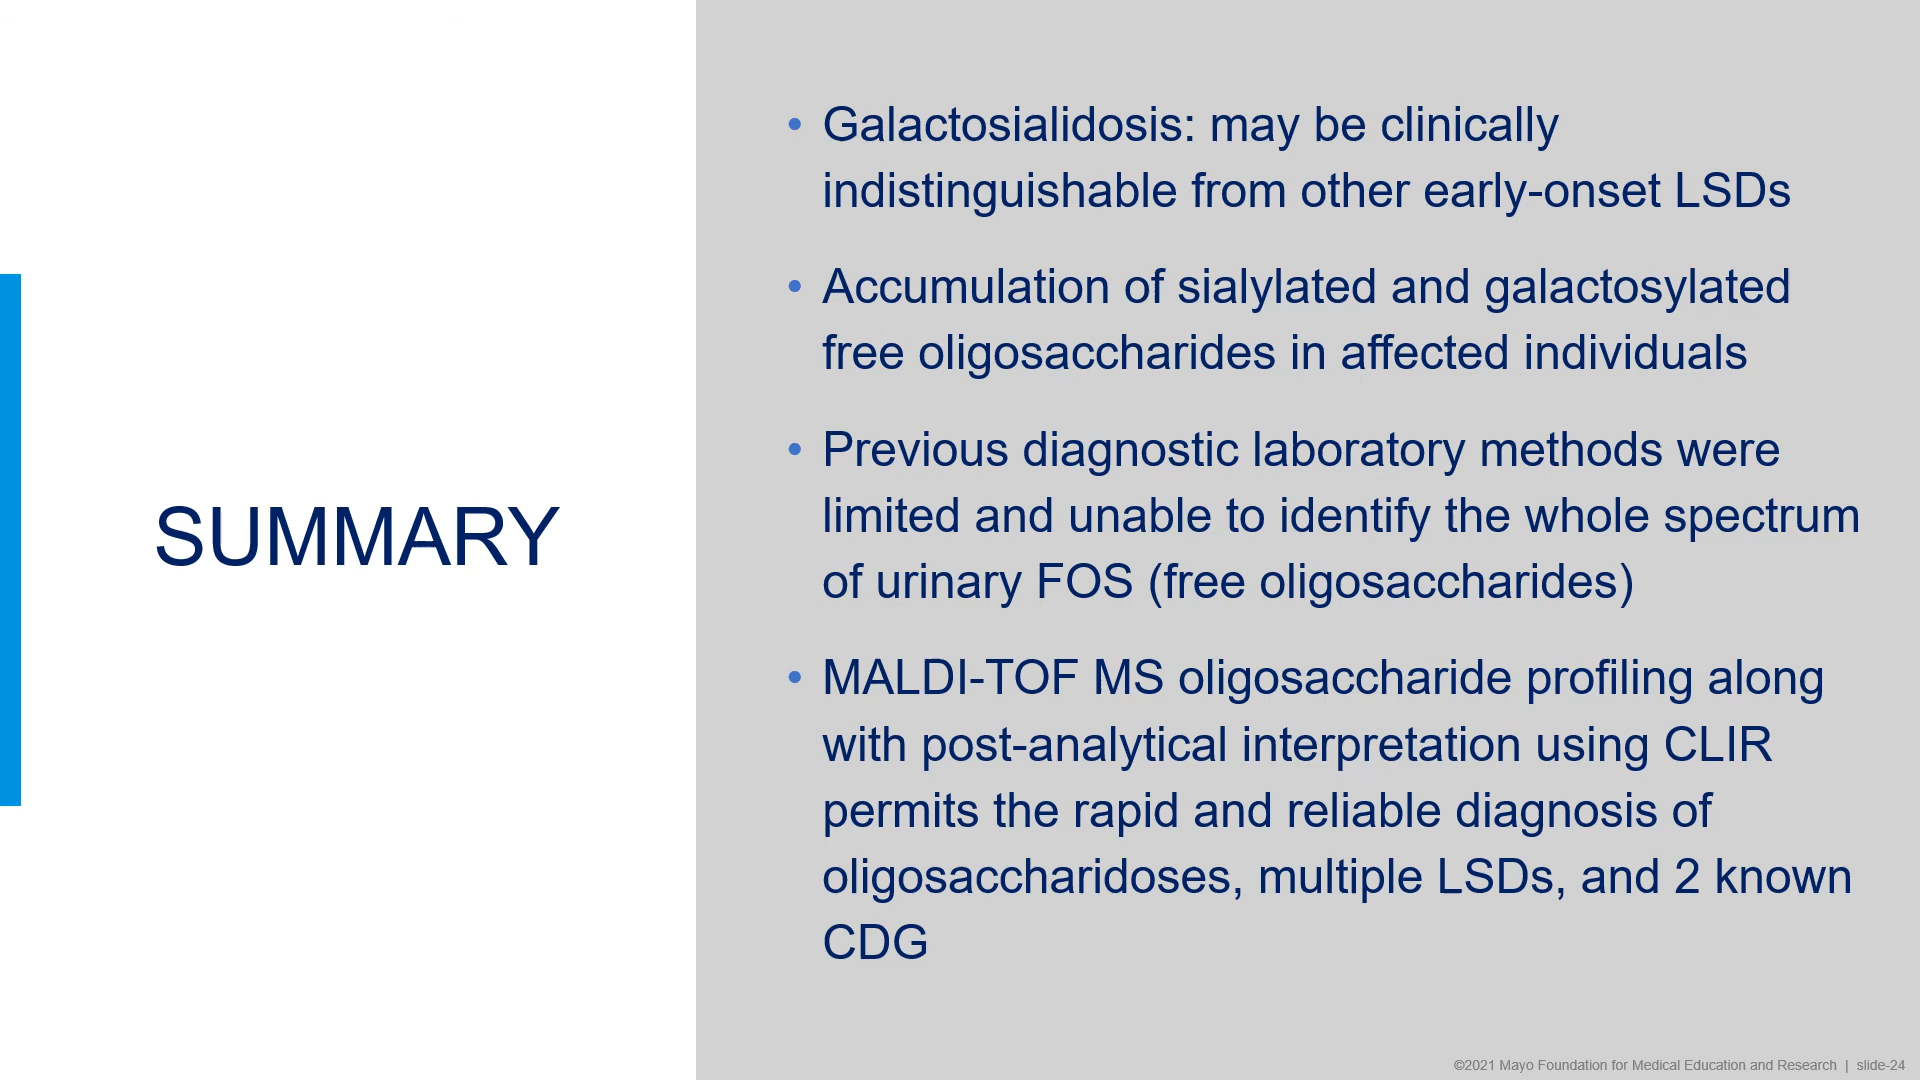 SUMMARY
• Galactosialidosis: may be clinically
indistinguishable from other early-onset LSDs
• Accumulation of sialylated and galactosylated
free oligosaccharides in affected individuals
• Previous diagnostic laboratory methods were
limited and unable to identify the whole spectrum
of urinary FOS (free oligosaccharides)
• MALDI-TOF MS oligosaccharide profiling along
with post-analytical interpretation using CLIR
permits the rapid and reliable diagnosis of
oligosaccharidoses, multiple LSDs, and 2 known
CDG
©2021 Mayo Foundation for Medical Education and Research | slide-24